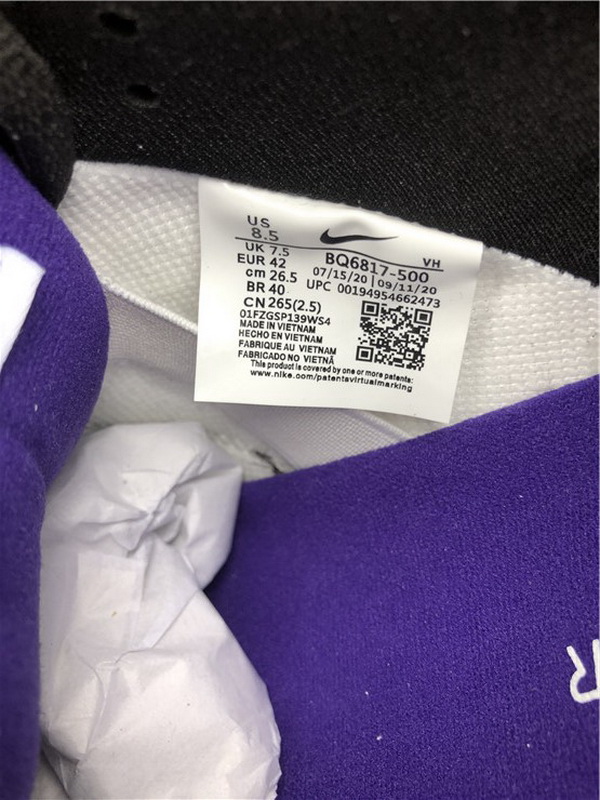 US
8.5
UK 7.5
EUR 42
cm 26.5
BR 40
CN 265(2.5)
VH
BQ6817-500
07/15/20 | 09/11/20
UPC 00194954662473
01FZGSP139WS4
MADE IN VIETNAM
HECHO EN VIETNAM
FABRIQUE AU VIETNAM
FABRICADO NO VIETNÃ
This product is covered by one or more patents:
www.nike.com/patentsvirtualmarking
R